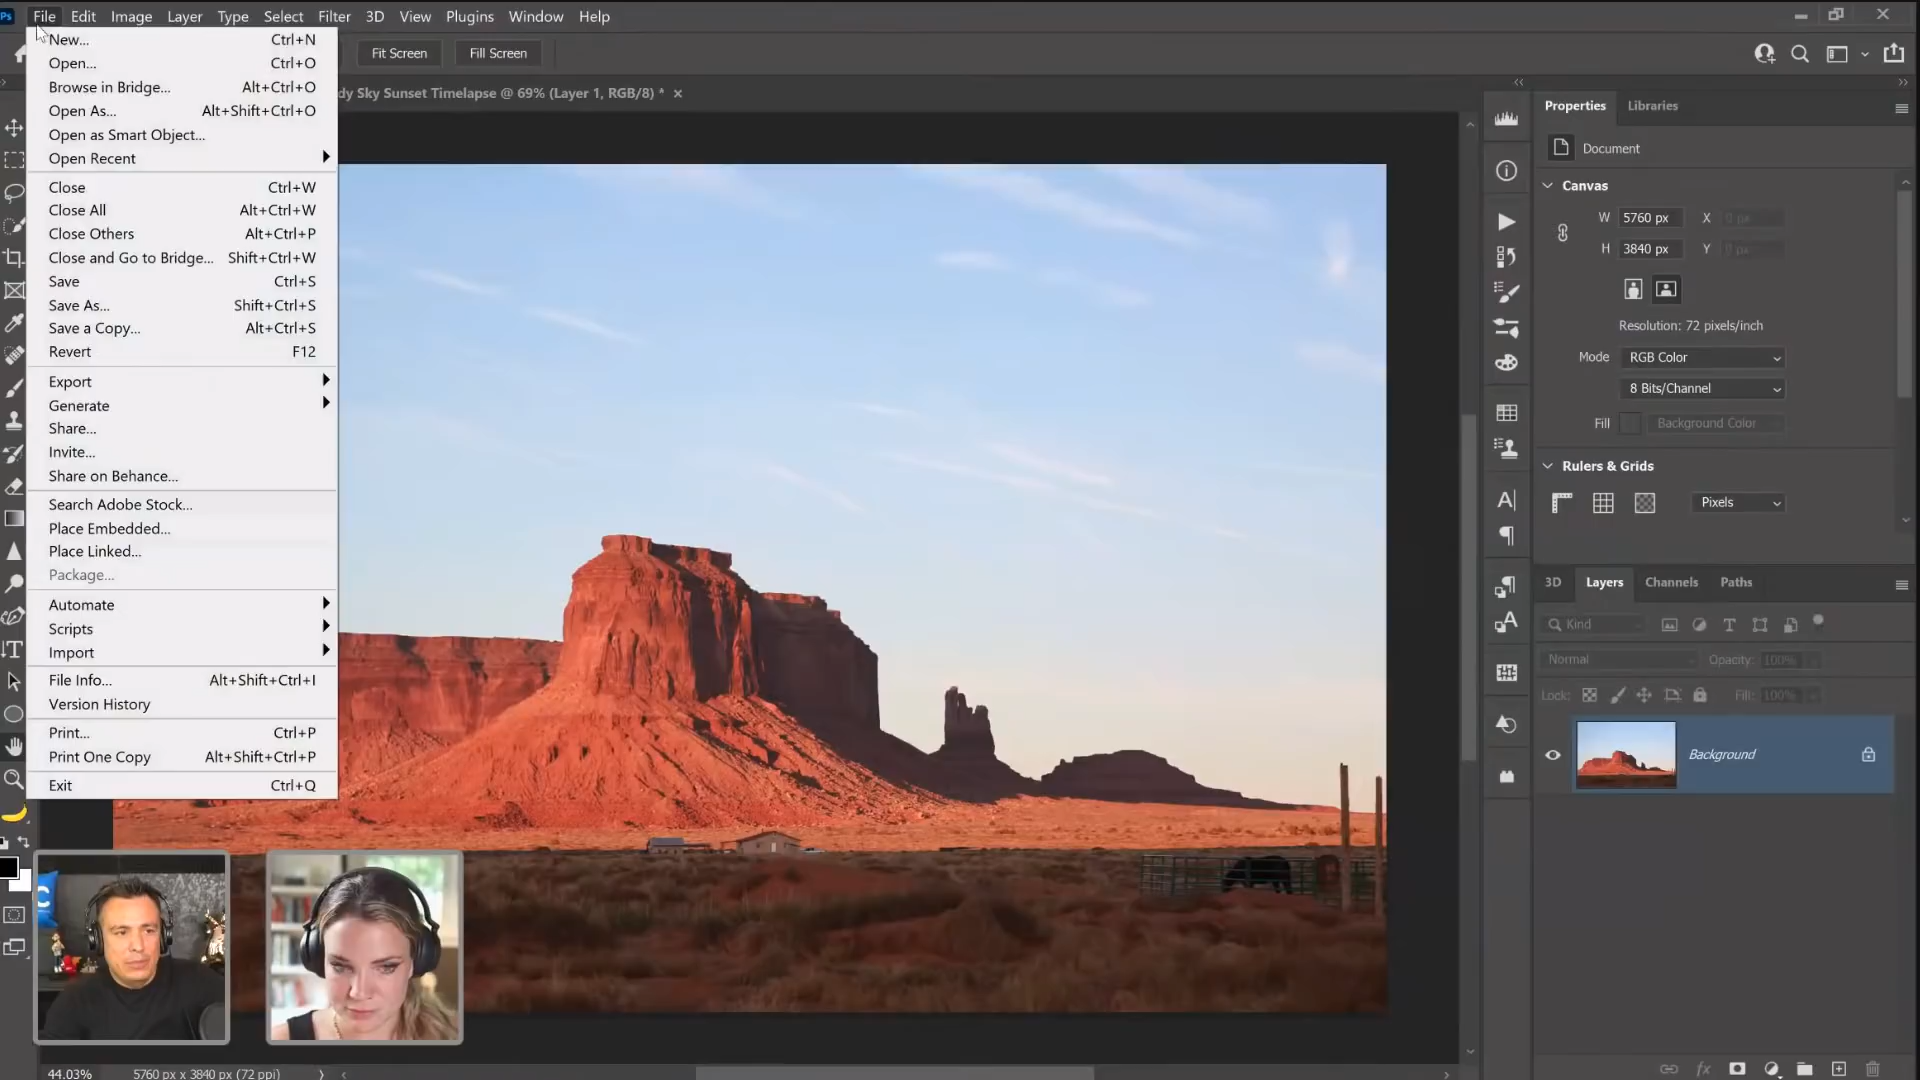 Ps File Edit Image Layer Type Select Filter 3D View Plugins Window Help
Fit Screen Fill Screen
dy Sky Sunset Timelapse @ 69% (Layer 1, RGB/8) *
New... Ctrl+N
Open... Ctrl+O
Browse in Bridge... Alt+Ctrl+O
Open As... Alt+Shift+Ctrl+O
Open as Smart Object...
Open Recent
Close Ctrl+W
Close All Alt+Ctrl+W
Close Others Alt+Ctrl+P
Close and Go to Bridge... Shift+Ctrl+W
Save Ctrl+S
Save As... Shift+Ctrl+S
Save a Copy... Alt+Ctrl+S
Revert F12
Export
Generate
Share...
Invite...
Share on Behance...
Search Adobe Stock...
Place Embedded...
Place Linked...
Package...
Automate
Scripts
Import
File Info... Alt+Shift+Ctrl+I
Version History
Print... Ctrl+P
Print One Copy Alt+Shift+Ctrl+P
Exit Ctrl+Q
Properties Libraries
Document
Canvas
W 5760 px X 0 px
H 3840 px Y 0 px
Resolution: 72 pixels/inch
Mode RGB Color
8 Bits/Channel
Fill Background Color
Rulers & Grids
Pixels
3D Layers Channels Paths
Kind
Normal Opacity: 100%
Lock: Fill: 100%
Background
44.03% 5760 px x 3840 px (72 ppi)